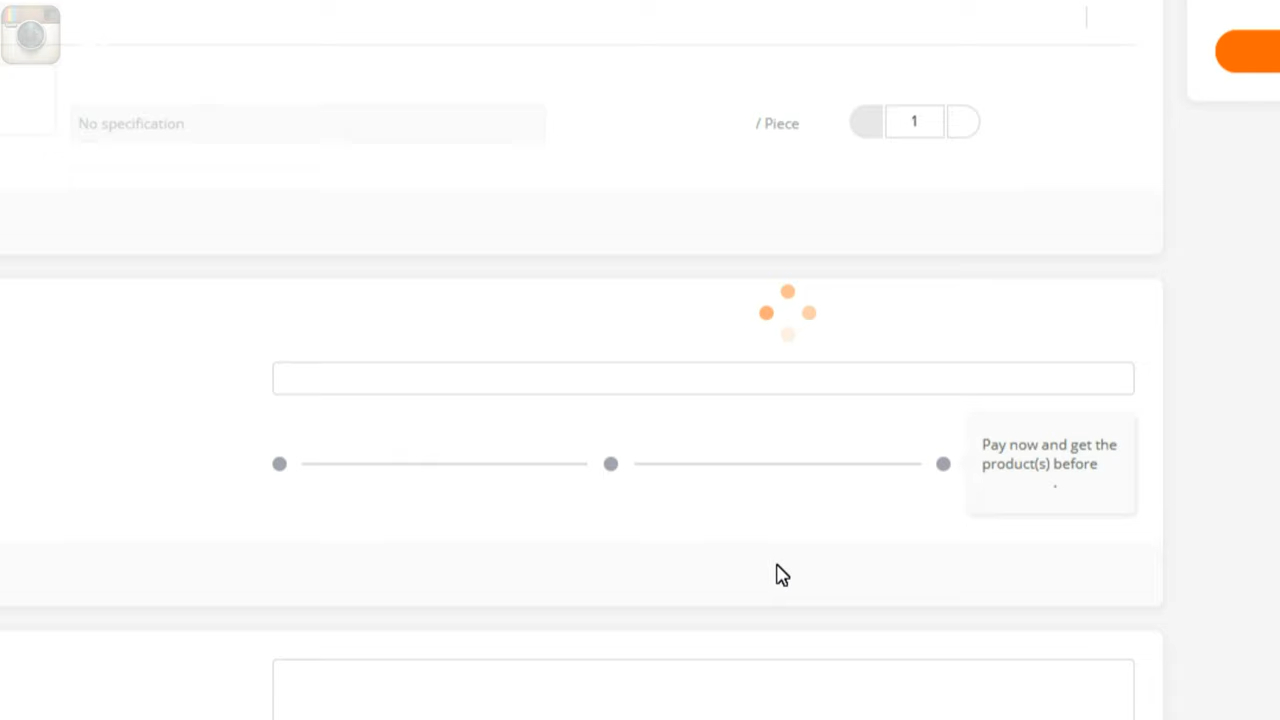 No specification
/ Piece
1
Pay now and get the
product(s) before
.